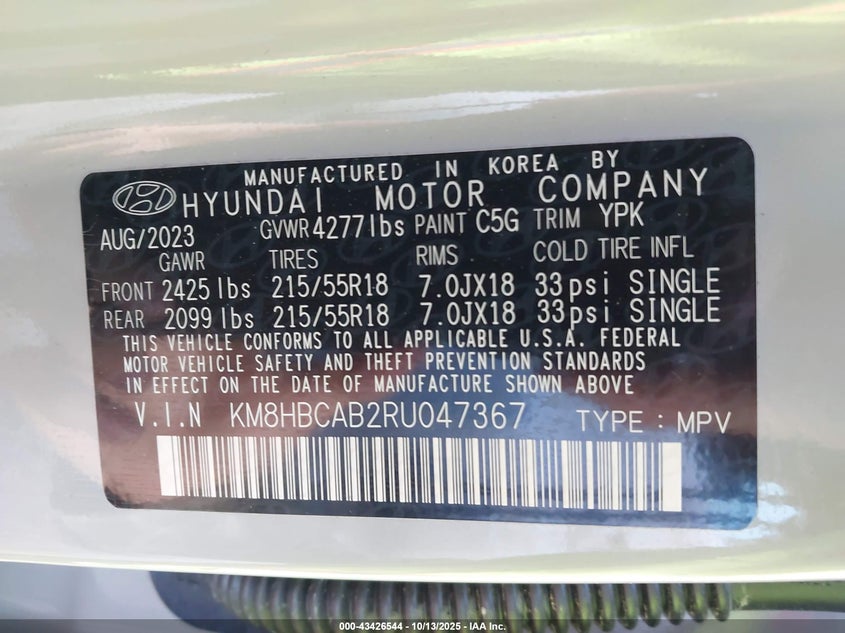 MANUFACTURED IN KOREA BY
HYUNDAI MOTOR COMPANY
AUG/2023 GVWR 4277lbs PAINT C5G TRIM YPK
GAWR TIRES RIMS COLD TIRE INFL
FRONT 2425 lbs 215/55R18 7.0JX18 33psi SINGLE
REAR 2099 lbs 215/55R18 7.0JX18 33psi SINGLE
THIS VEHICLE CONFORMS TO ALL APPLICABLE U.S.A. FEDERAL
MOTOR VEHICLE SAFETY AND THEFT PREVENTION STANDARDS
IN EFFECT ON THE DATE OF MANUFACTURE SHOWN ABOVE
V.I.N KM8HBCAB2RU047367 TYPE : MPV
000-43426544 - 10/13/2025 - IAA Inc.